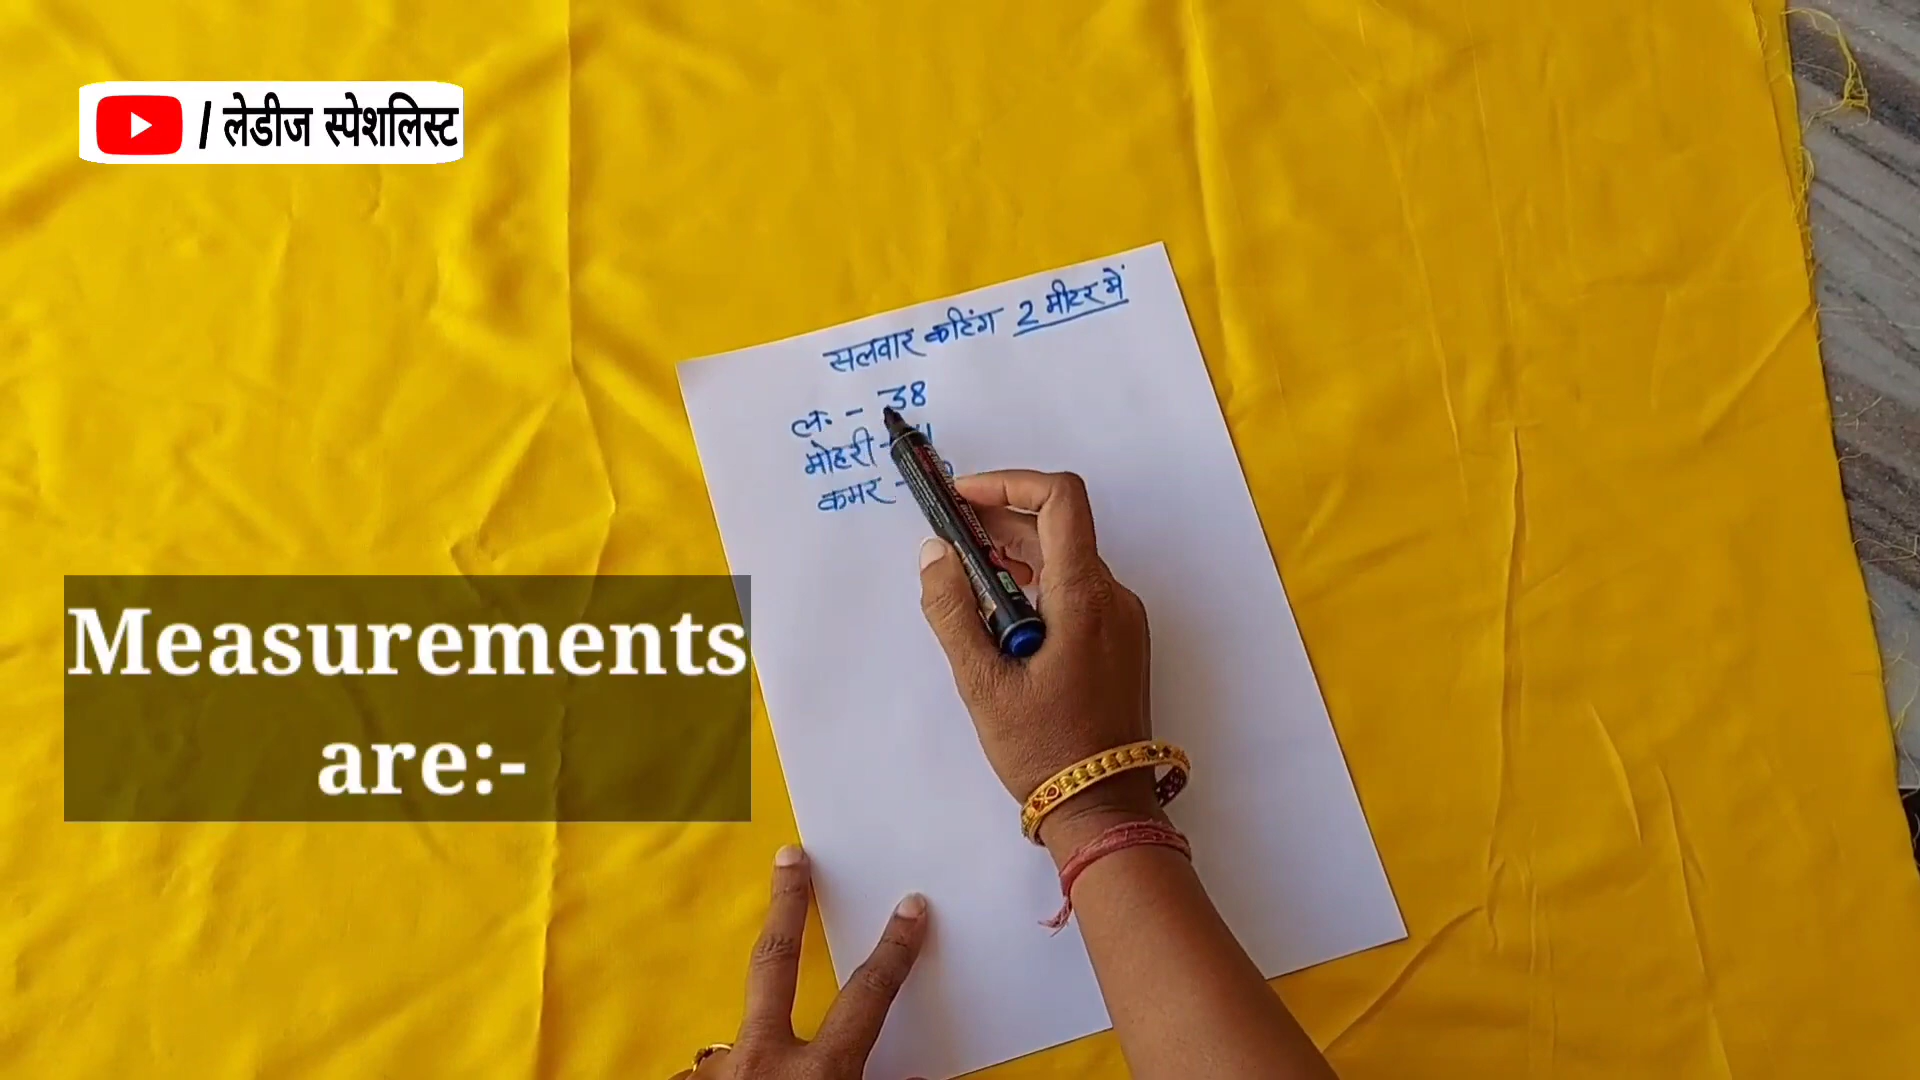 / लेडीज स्पेशलिस्ट
सलवार कटिंग 2 मीटर में
ल. - 38
मोहरी -
कमर -
Measurements
are:-